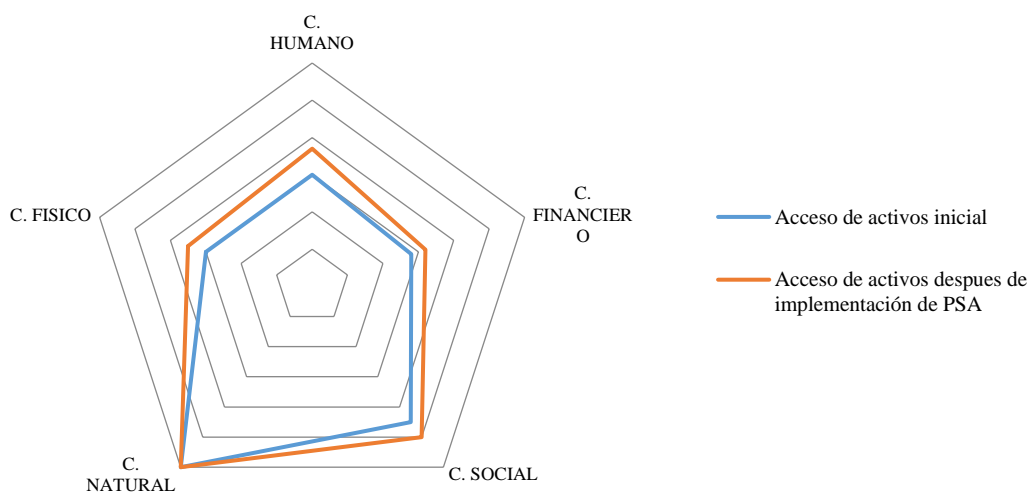 C.
HUMANO
C.
FINANCIER
O
C. SOCIAL
C.
NATURAL
C. FISICO
Acceso de activos inicial
Acceso de activos despues de
implementación de PSA